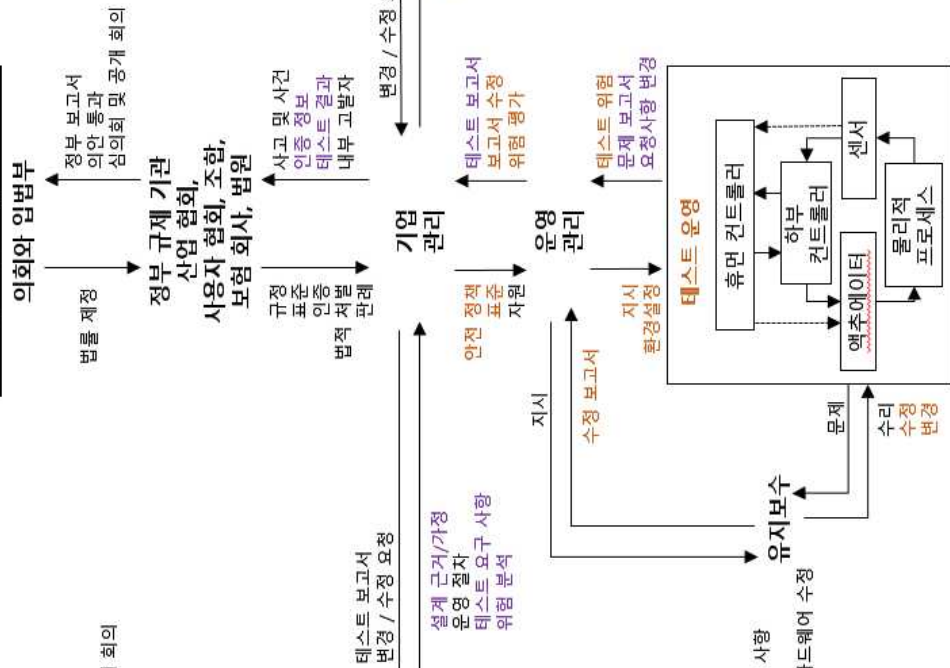 의회와 입법부
법률 제정
정부 보고서
의안 통과
심의회 및 공개 회의
정부 규제 기관
산업 협회,
사용자 협회, 조합,
보험 회사, 법원
규정
표준
인증
법적 처벌
판례
사고 및 사건
인증 정보
테스트 결과
내부 고발자
변경 / 수정
기업
관리
테스트 보고서
변경 / 수정 요청
설계 근거/가정
운영 절차
테스트 요구 사항
위험 분석
안전 정책
표준
자원
테스트 보고서
보고서 수정
위험 평가
운영
관리
지시
수정 보고서
지시
환경설정
테스트 위험
문제 보고서
요청사항 변경
테스트 운영
휴먼 컨트롤러
하부
컨트롤러
액추에이터
센서
물리적
프로세스
문제
수리
수정
변경
유지보수
회의
사항
드웨어 수정